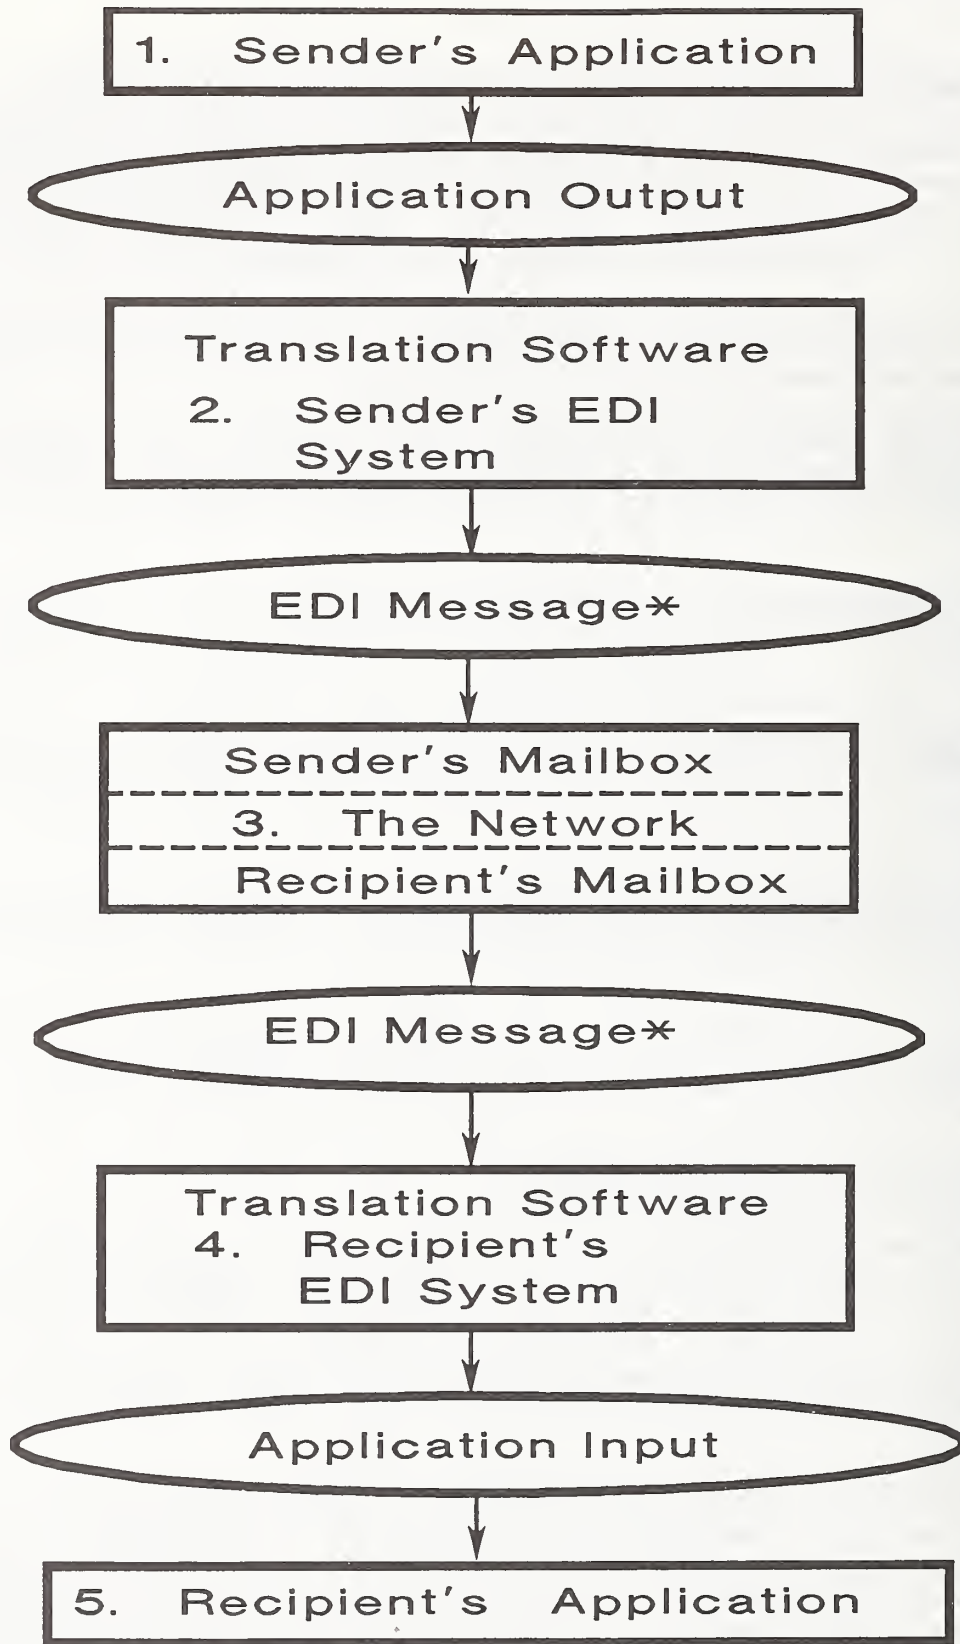 1. Sender's Application
Application Output
Translation Software
2. Sender's EDI
System
EDI Message*
Sender's Mailbox
3. The Network
Recipient's Mailbox
EDI Message*
Translation Software
4. Recipient's
EDI System
Application Input
5. Recipient's Application